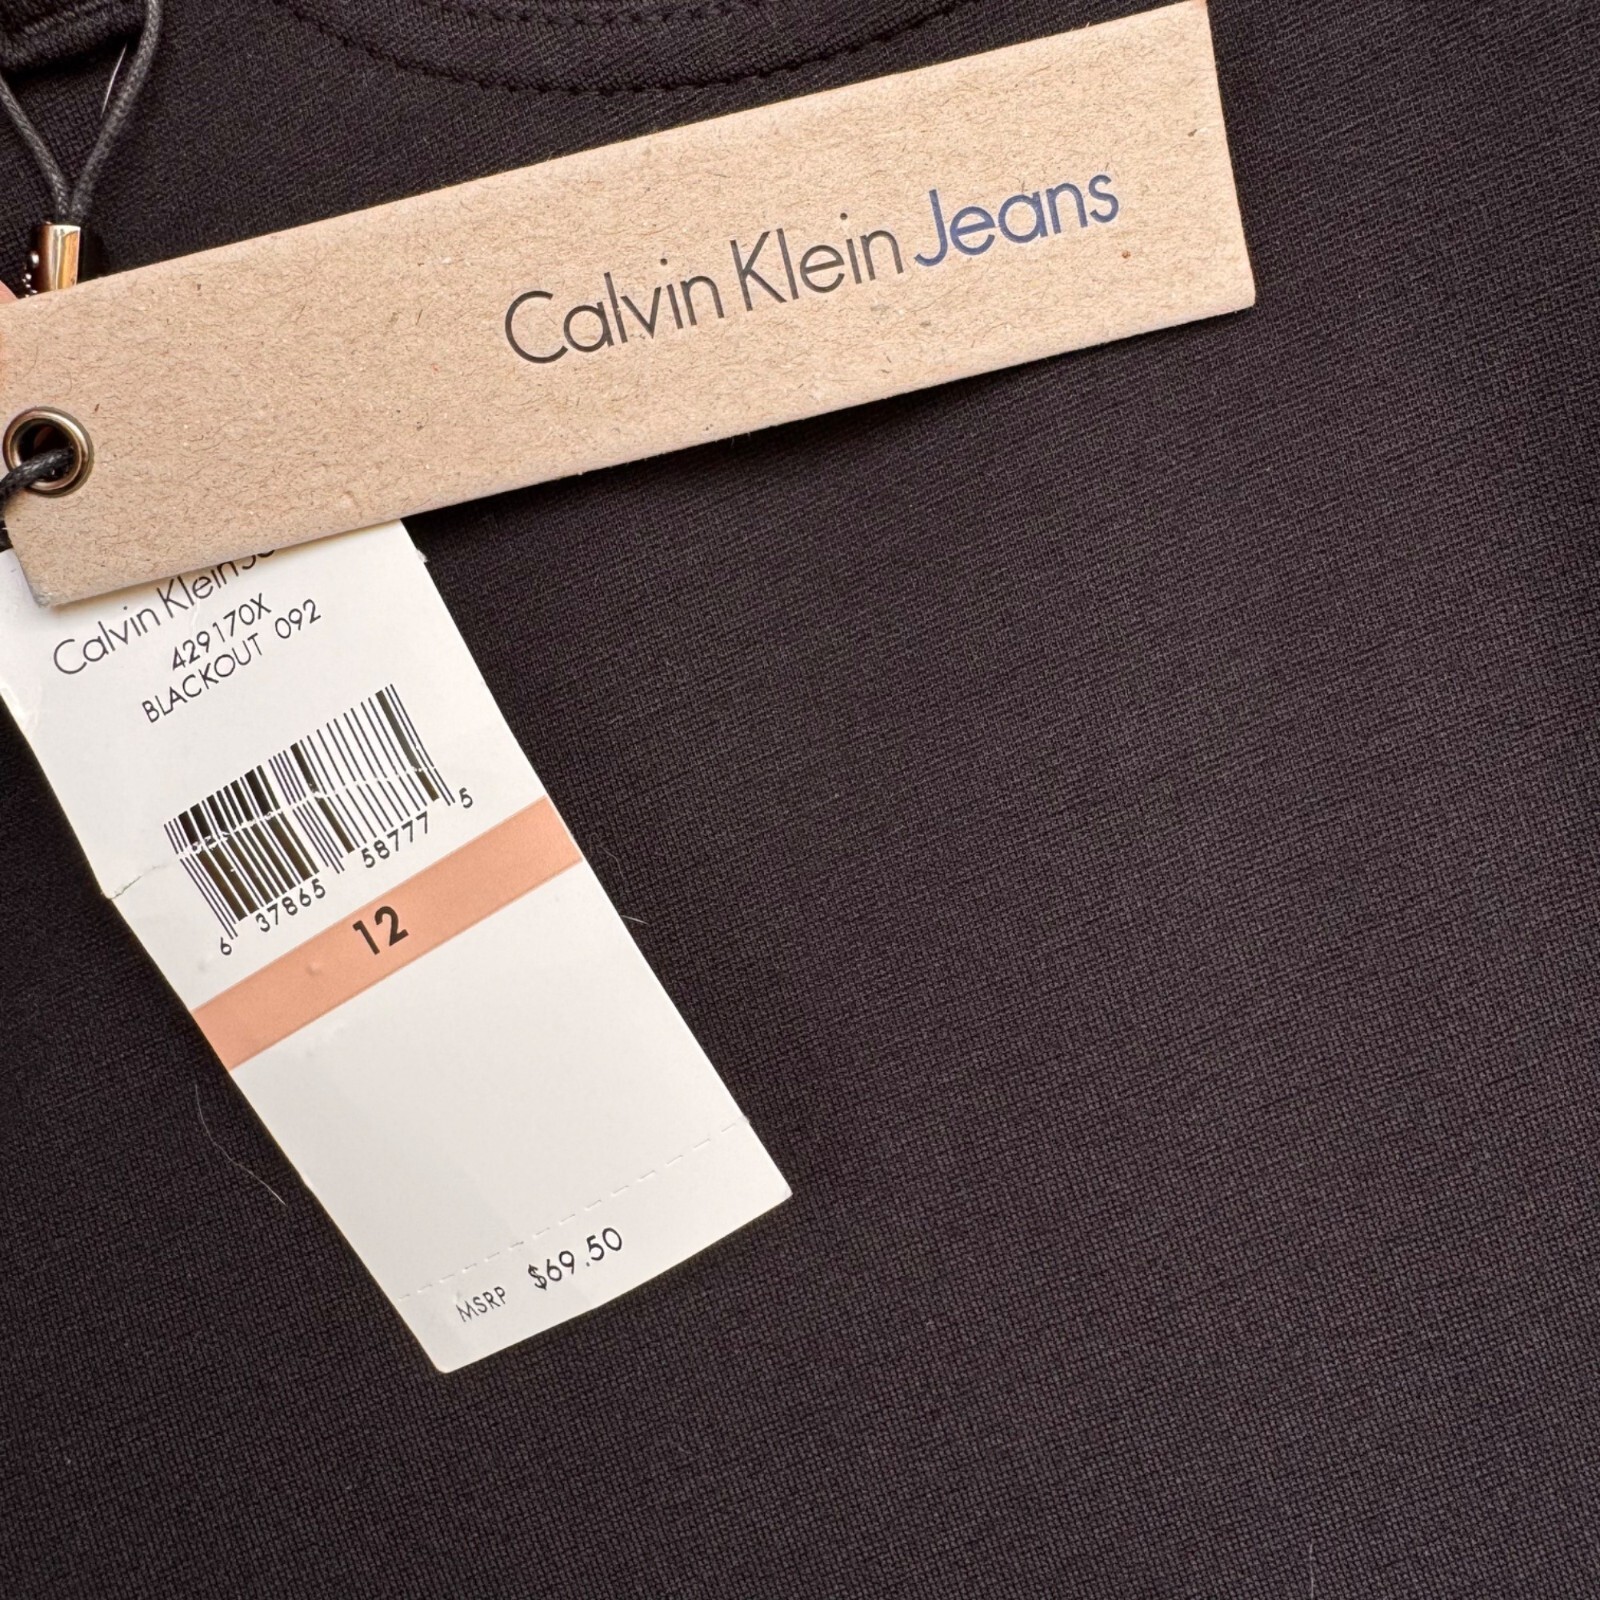 Calvin Klein Jeans
Calvin Klein
429170X
BLACKOUT 092
6 37865 58777 5
12
MSRP $69.50